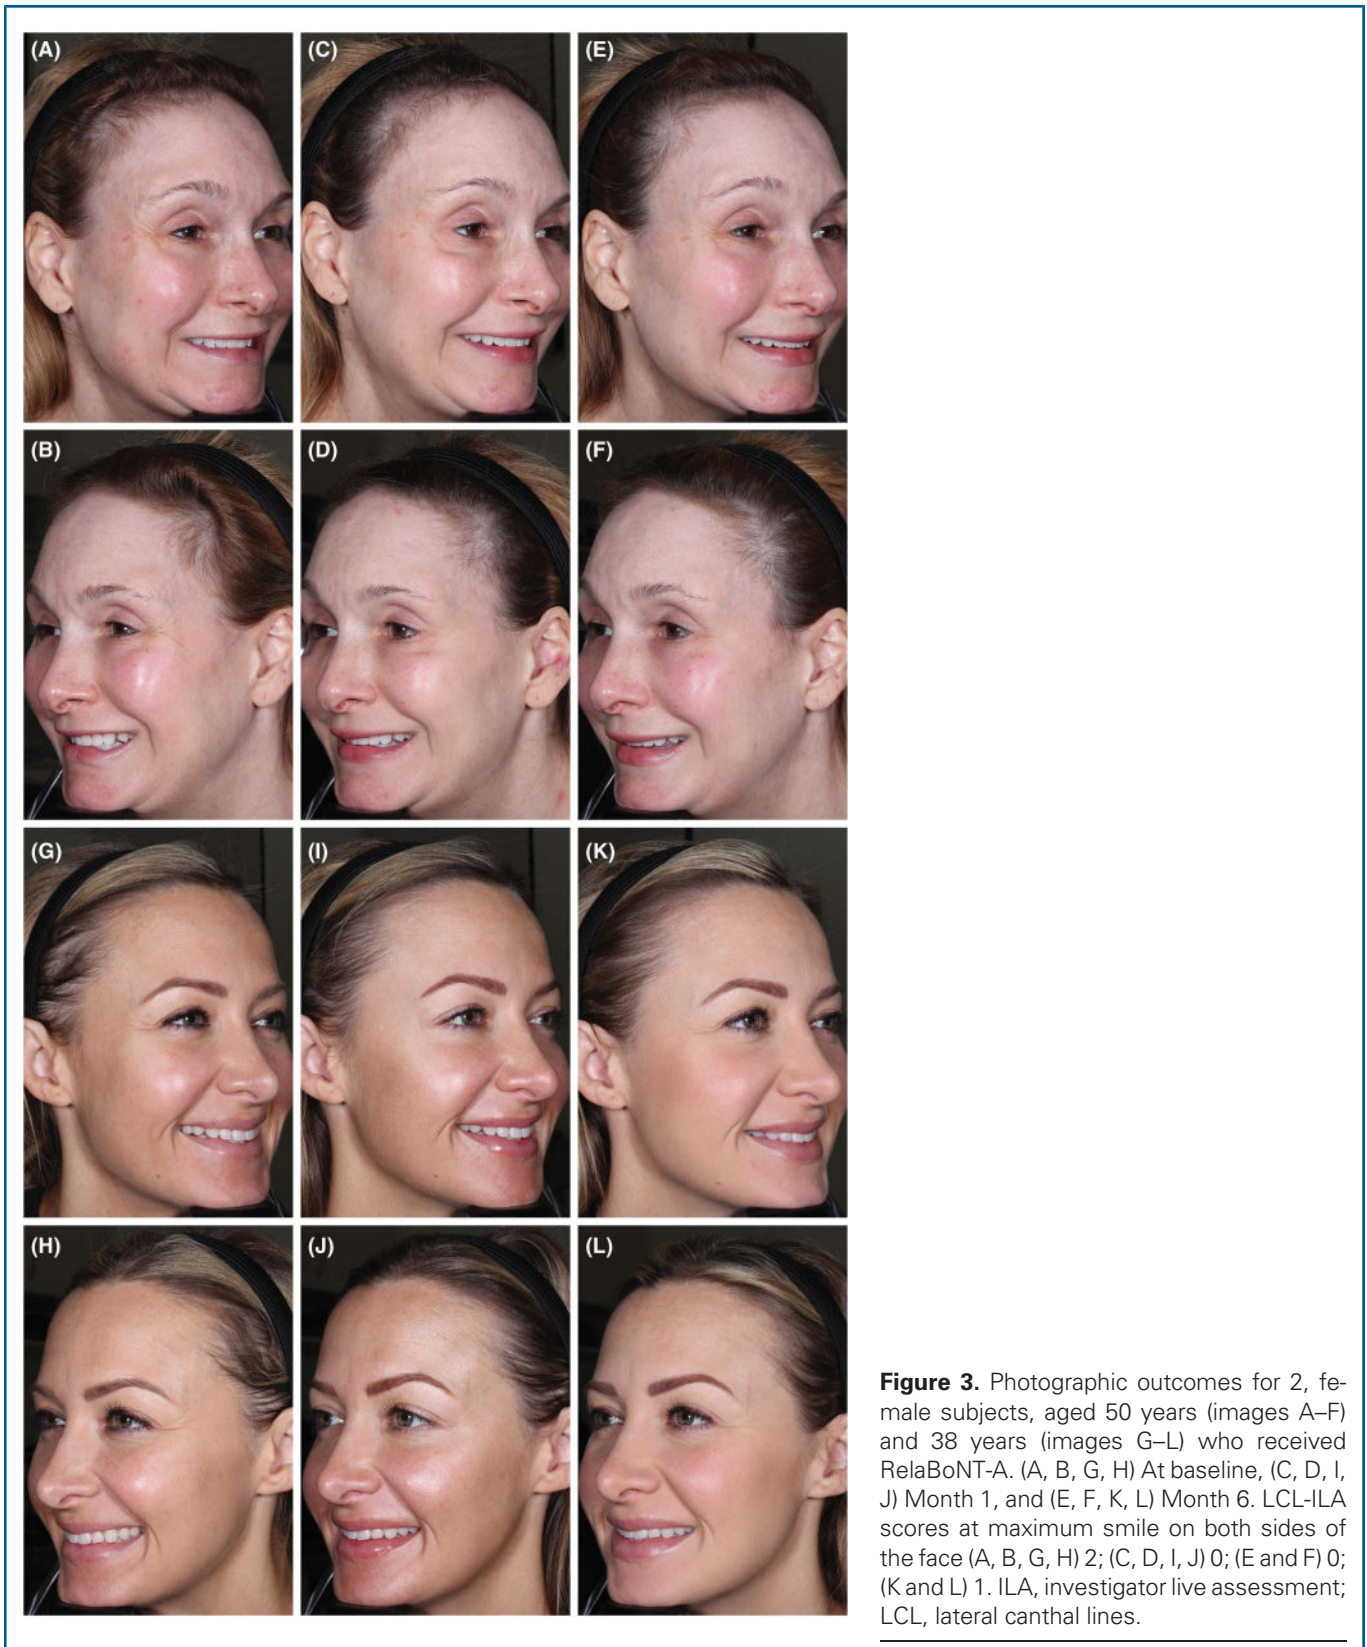 (A) (C) (E)
(B) (D) (F)
(G) (I) (K)
(H) (J) (L)
Figure 3. Photographic outcomes for 2, fe-
male subjects, aged 50 years (images A–F)
and 38 years (images G–L) who received
RelaBoNT-A. (A, B, G, H) At baseline, (C, D, I,
J) Month 1, and (E, F, K, L) Month 6. LCL-ILA
scores at maximum smile on both sides of
the face (A, B, G, H) 2; (C, D, I, J) 0; (E and F) 0;
(K and L) 1. ILA, investigator live assessment;
LCL, lateral canthal lines.